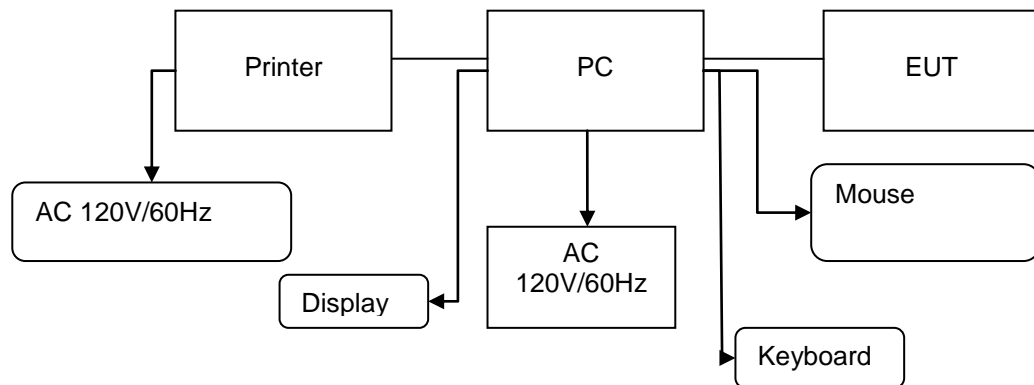 Printer
PC
EUT
AC 120V/60Hz
Mouse
AC
120V/60Hz
Display
Keyboard